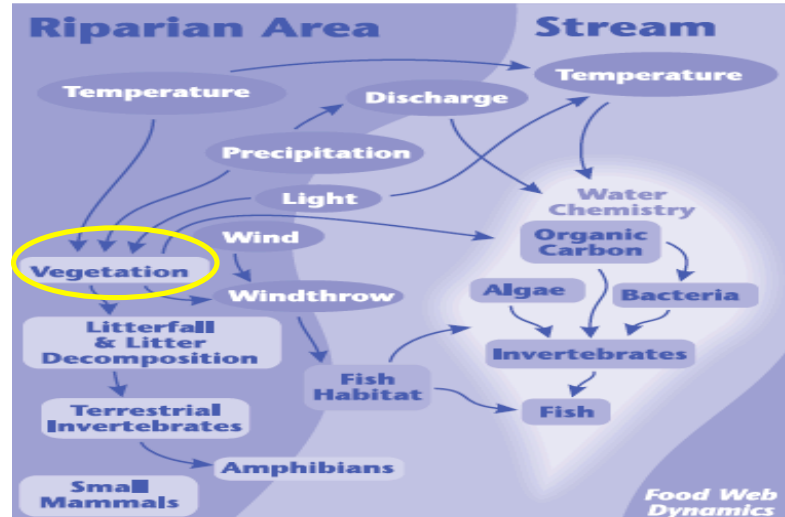 Riparian Area
Stream
Temperature
Temperature
Discharge
Precipitation
Light
Water
Chemistry
Wind
Organic
Carbon
Vegetation
Windthrow
Algae
Bacteria
Litterfall
& Litter
Decomposition
Invertebrates
Fish
Habitat
Terrestrial
Invertebrates
Fish
Amphibians
Small
Mammals
Food Web
Dynamics